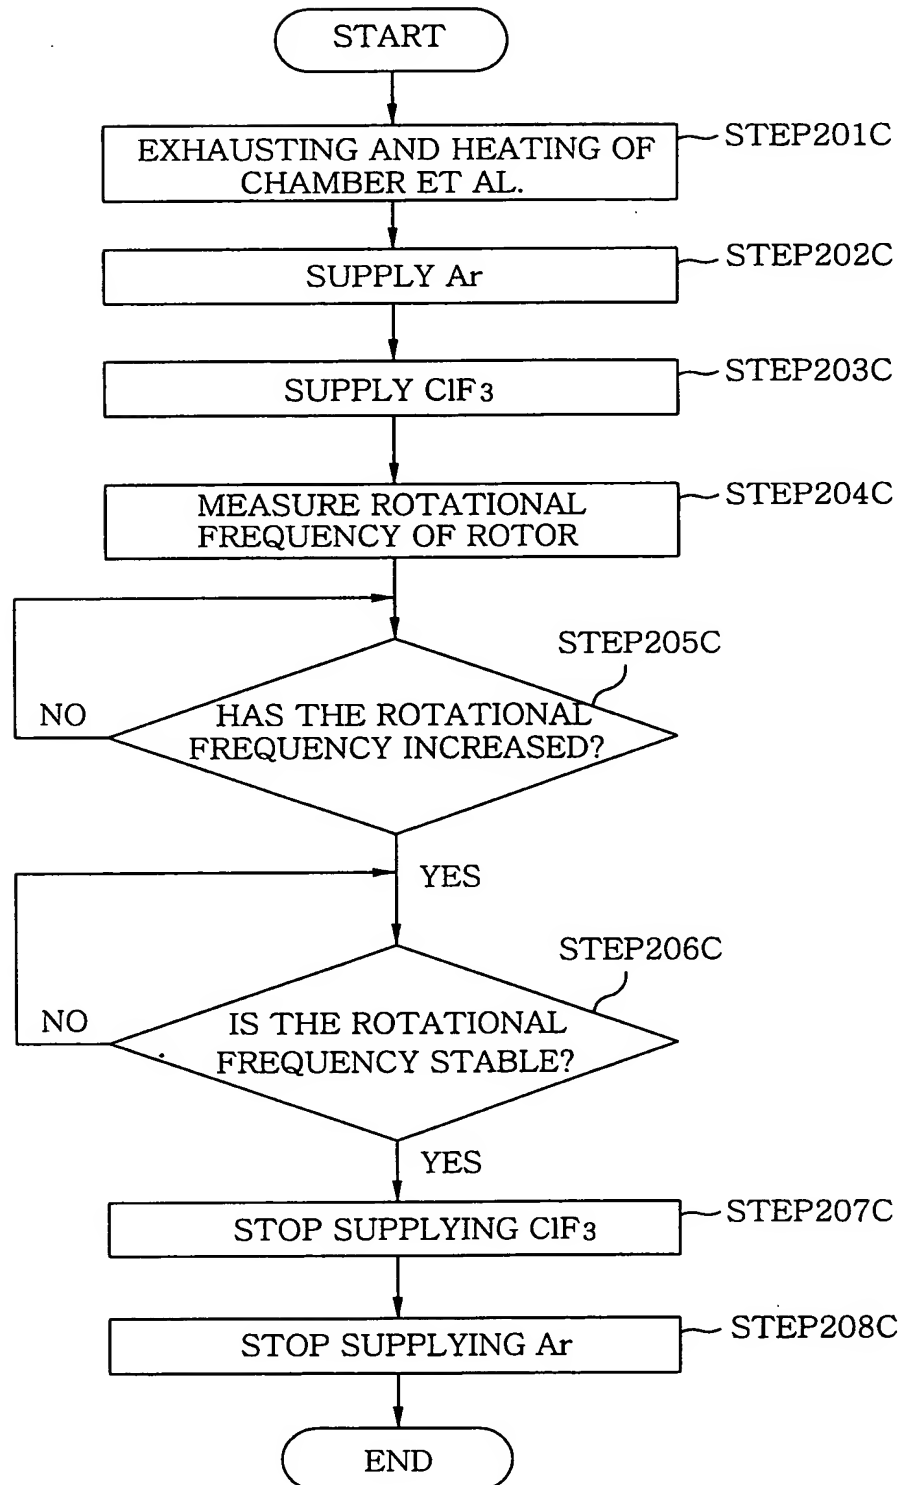 START
EXHAUSTING AND HEATING OF
CHAMBER ET AL.
STEP201C
SUPPLY Ar
STEP202C
SUPPLY ClF3
STEP203C
MEASURE ROTATIONAL
FREQUENCY OF ROTOR
STEP204C
STEP205C
HAS THE ROTATIONAL
FREQUENCY INCREASED?
NO
YES
STEP206C
IS THE ROTATIONAL
FREQUENCY STABLE?
NO
YES
STOP SUPPLYING ClF3
STEP207C
STOP SUPPLYING Ar
STEP208C
END